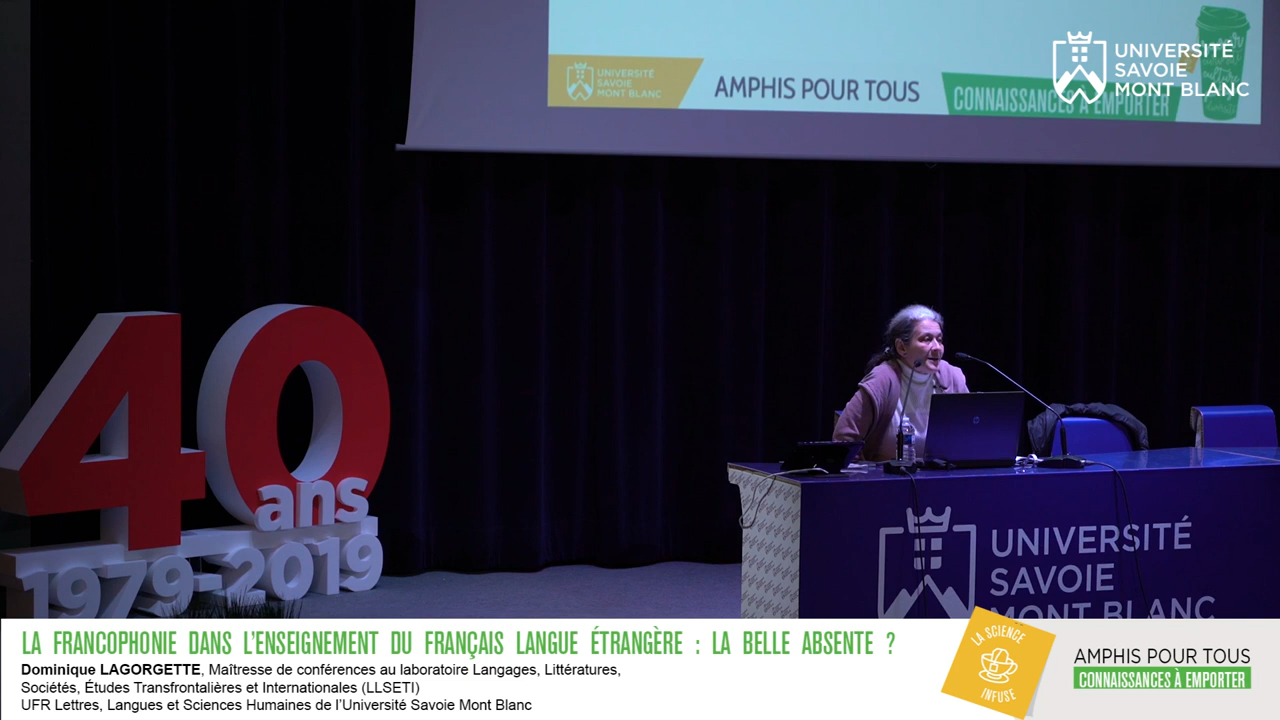 UNIVERSITÉ
SAVOIE
MONT BLANC
AMPHIS POUR TOUS
CONNAISSANCES À EMPORTER
UNIVERSITÉ
SAVOIE
MONT BLANC
40
ans
1979-2019
UNIVERSITÉ
SAVOIE
MONT BLANC
LA FRANCOPHONIE DANS L'ENSEIGNEMENT DU FRANÇAIS LANGUE ÉTRANGÈRE : LA BELLE ABSENTE ?
Dominique LAGORGETTE, Maîtresse de conférences au laboratoire Langages, Littératures,
Sociétés, Études Transfrontalières et Internationales (LLSETI)
UFR Lettres, Langues et Sciences Humaines de l'Université Savoie Mont Blanc
LA SCIENCE
INFUSE
AMPHIS POUR TOUS
CONNAISSANCES À EMPORTER